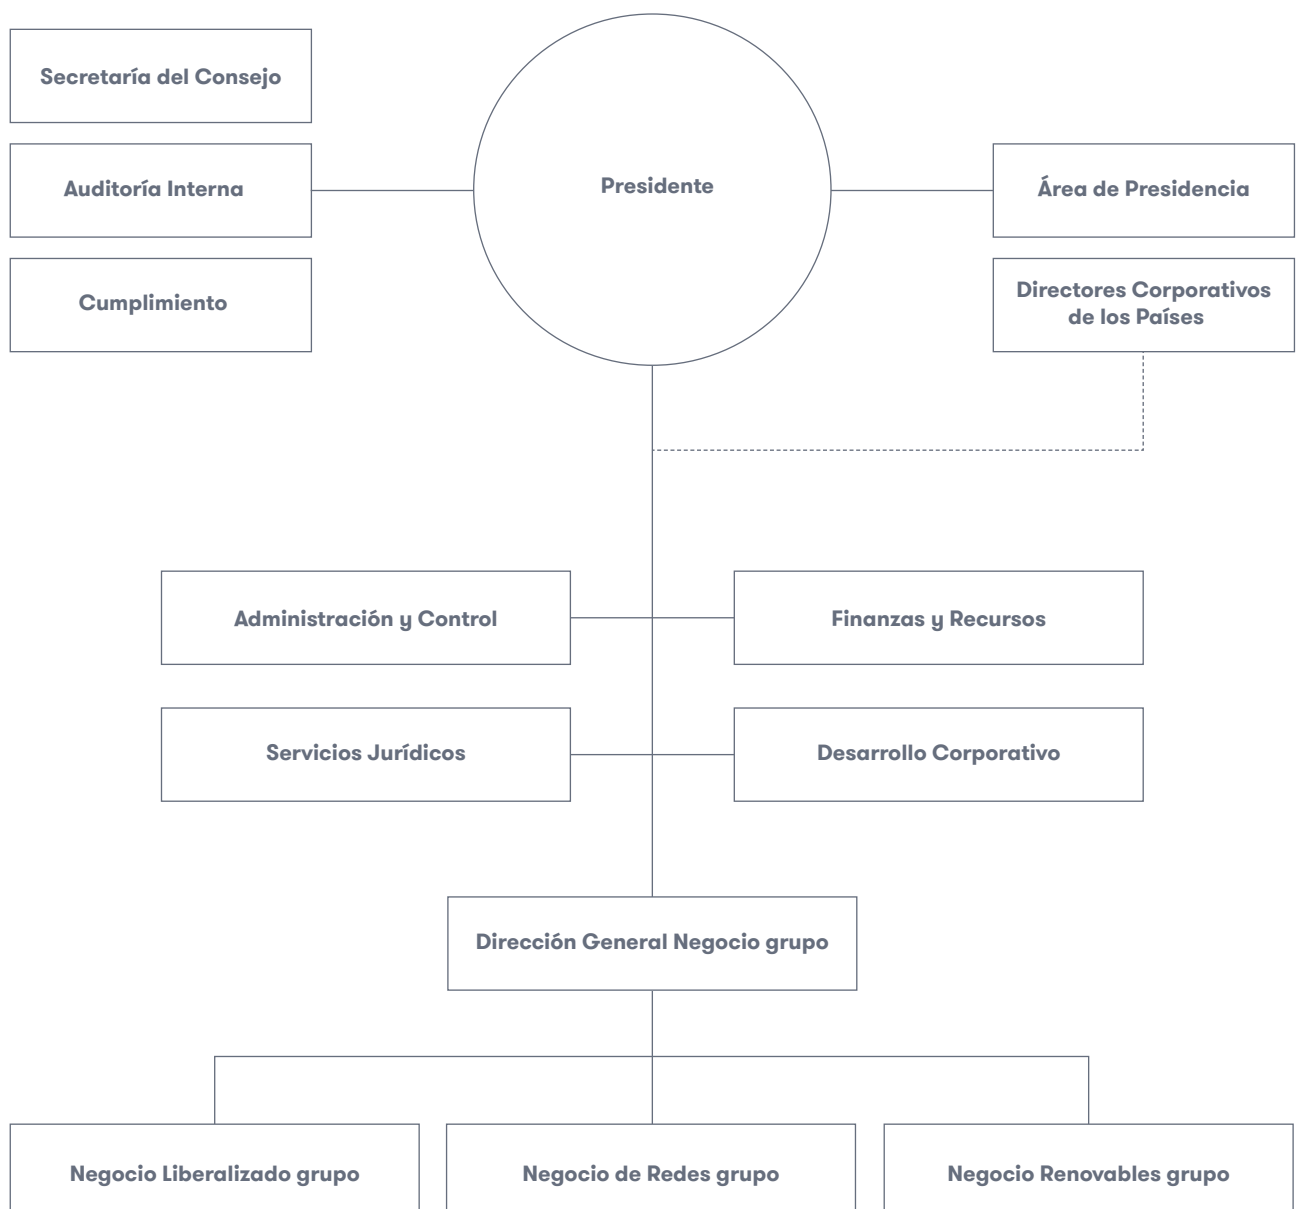 Secretaría del Consejo
Auditoría Interna
Cumplimiento
Presidente
Área de Presidencia
Directores Corporativos
de los Países
Administración y Control
Finanzas y Recursos
Servicios Jurídicos
Desarrollo Corporativo
Dirección General Negocio grupo
Negocio Liberalizado grupo
Negocio de Redes grupo
Negocio Renovables grupo